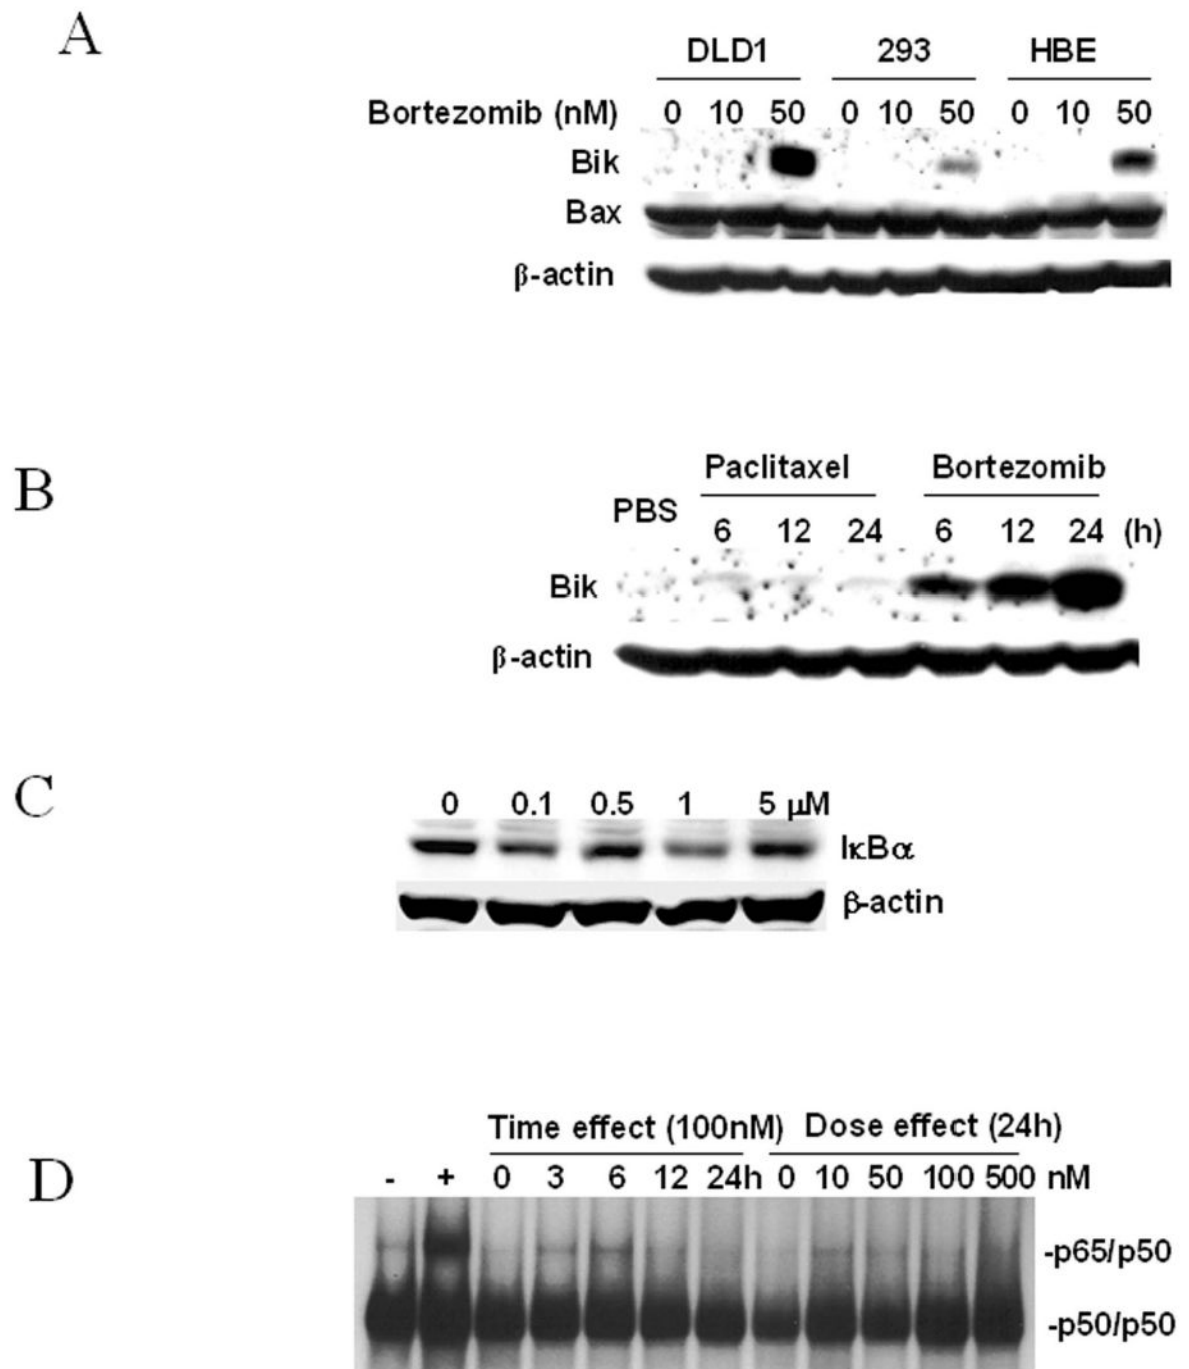 A
DLD1 293 HBE
Bortezomib (nM) 0 10 50 0 10 50 0 10 50
Bik
Bax
β-actin
B
Paclitaxel Bortezomib
PBS 6 12 24 6 12 24 (h)
Bik
β-actin
C
0 0.1 0.5 1 5 μM
IκBα
β-actin
D
Time effect (100nM) Dose effect (24h)
- + 0 3 6 12 24h 0 10 50 100 500 nM
-p65/p50
-p50/p50